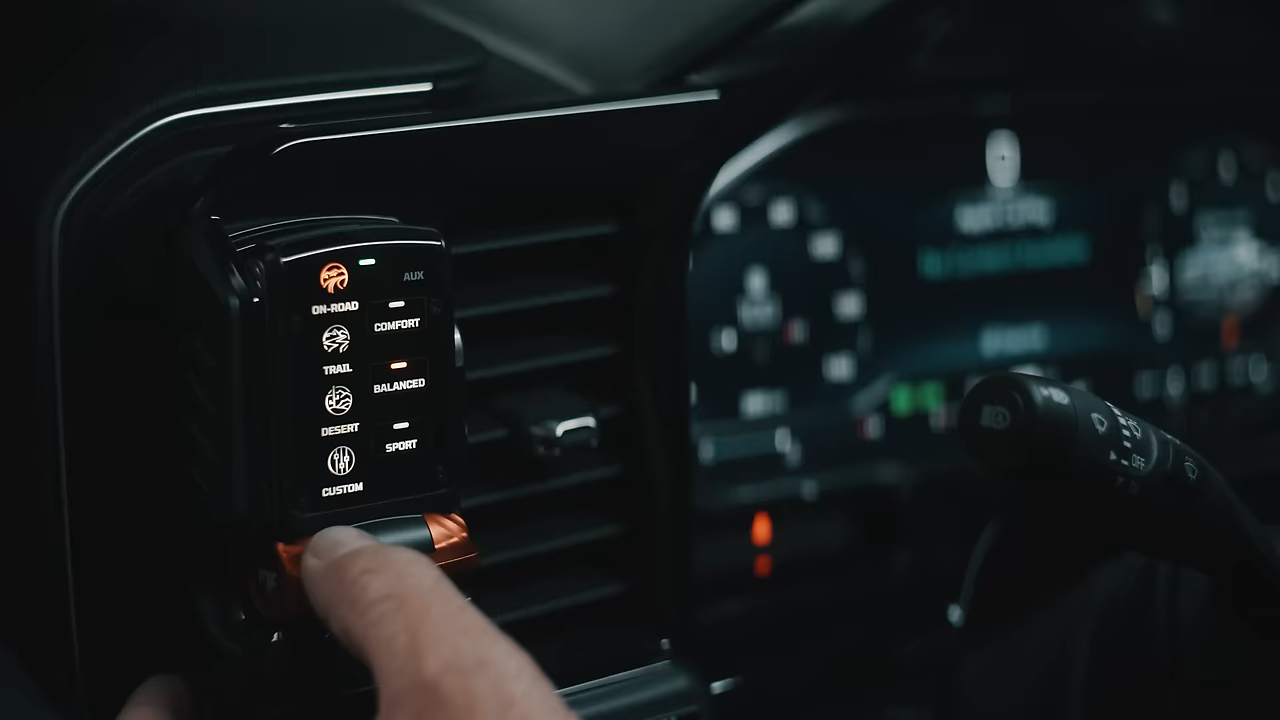 AUX
ON-ROAD
COMFORT
TRAIL
BALANCED
DESERT
SPORT
CUSTOM
OFF